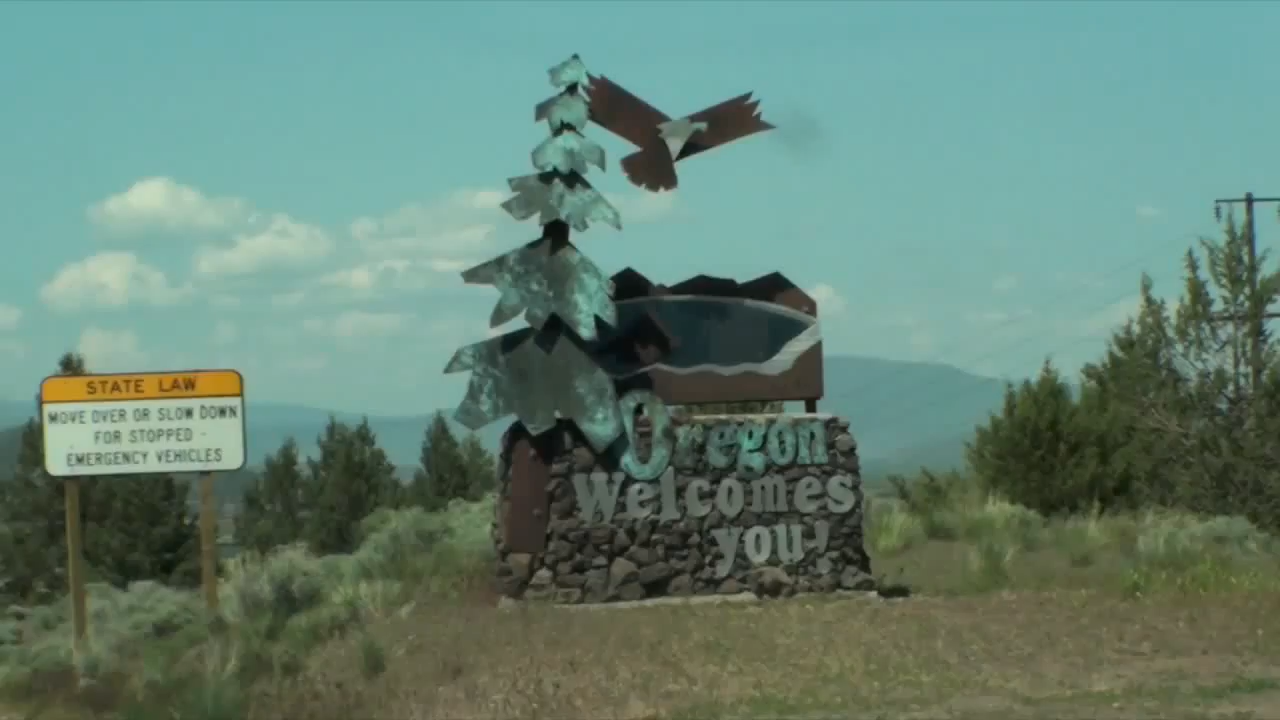 STATE LAW
MOVE OVER OR SLOW DOWN
FOR STOPPED
EMERGENCY VEHICLES
Oregon
Welcomes
you!